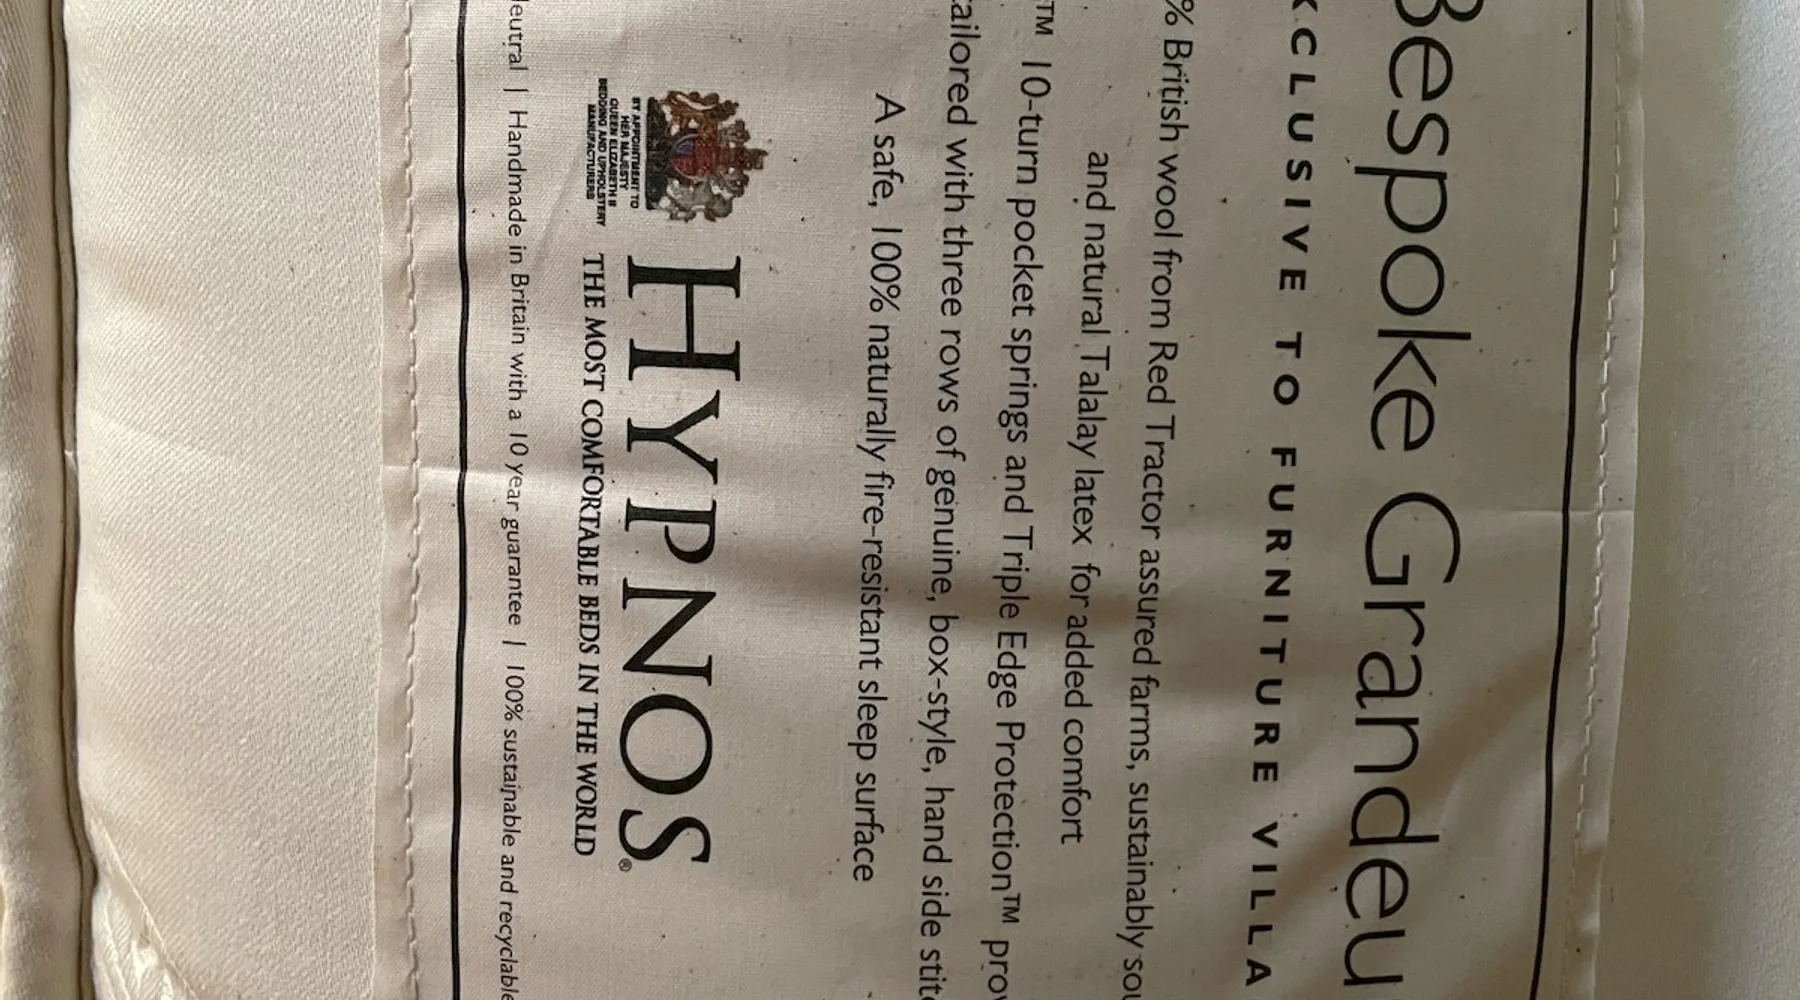 Bespoke Grandeu
XCLUSIVE TO FURNITURE VILLA
% British wool from Red Tractor assured farms, sustainably sou
and natural Talalay latex for added comfort
™ 10-turn pocket springs and Triple Edge Protection™ prov
tailored with three rows of genuine, box-style, hand side stitc
A safe, 100% naturally fire-resistant sleep surface
BY APPOINTMENT TO
HER MAJESTY
QUEEN ELIZABETH II
BEDDING AND UPHOLSTERY
MANUFACTURERS
HYPNOS®
THE MOST COMFORTABLE BEDS IN THE WORLD
eutral | Handmade in Britain with a 10 year guarantee | 100% sustainable and recyclable